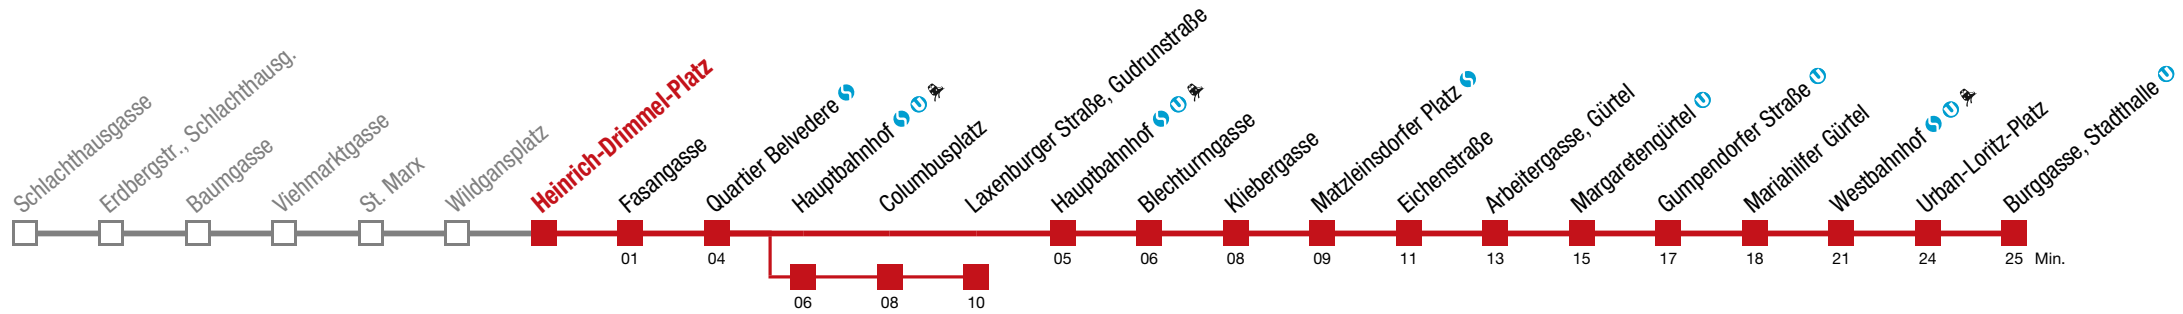 Schlachthausgasse
Erdbergstr., Schlachthausg.
Baumgasse
Viehmarktgasse
St. Marx
Wildgansplatz
Heinrich-Drimmel-Platz
Fasangasse
Quartier Belvedere S
Hauptbahnhof S U
Columbusplatz
Laxenburger Straße, Gudrunstraße
Hauptbahnhof S U
Blechturmgasse
Kliebergasse
Matzleinsdorfer Platz S
Eichenstraße
Arbeitergasse, Gürtel
Margaretengürtel U
Gumpendorfer Straße U
Mariahilfer Gürtel
Westbahnhof S U
Urban-Loritz-Platz
Burggasse, Stadthalle U
01 04 05 06 08 09 11 13 15 17 18 21 24 25 Min.
06 08 10